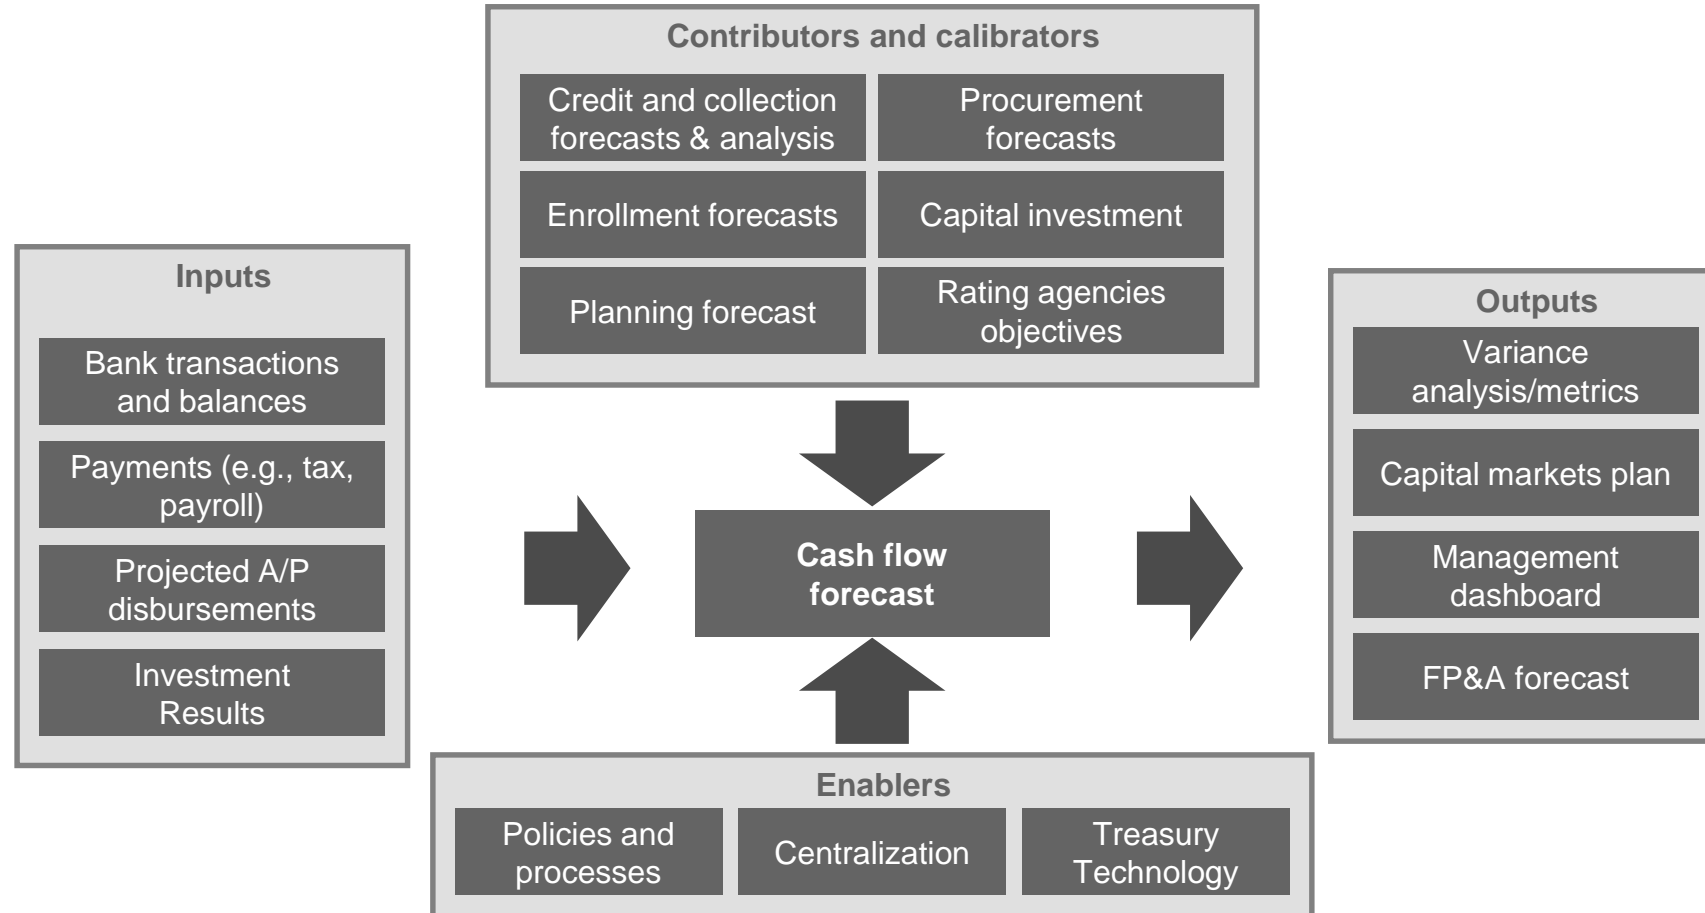 Contributors and calibrators
Credit and collection
forecasts & analysis
Procurement
forecasts
Enrollment forecasts
Capital investment
Planning forecast
Rating agencies
objectives
Inputs
Bank transactions
and balances
Payments (e.g., tax,
payroll)
Projected A/P
disbursements
Investment
Results
Cash flow
forecast
Outputs
Variance
analysis/metrics
Capital markets plan
Management
dashboard
FP&A forecast
Enablers
Policies and
processes
Centralization
Treasury
Technology